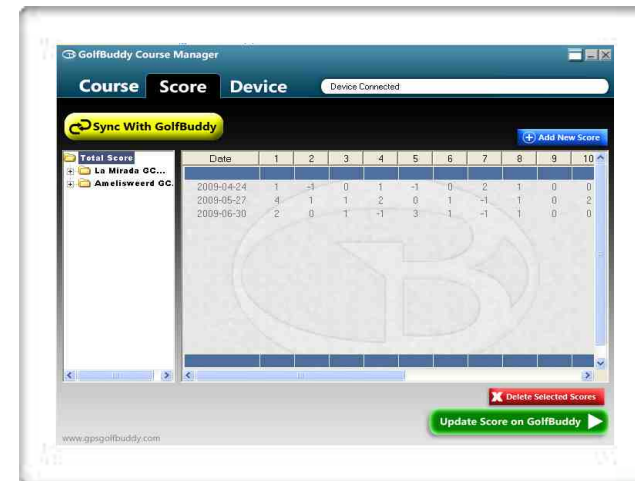 GolfBuddy Course Manager
Course Score Device Device Connected
Sync With GolfBuddy
Add New Score
Total Score Date 1 2 3 4 5 6 7 8 9 10
La Mirada GC...
Amelisweerd GC.
2009-04-24 1 -1 0 1 -1 0 2 1 0 0
2009-05-27 4 1 1 2 0 1 -1 1 0 2
2009-06-30 2 0 1 -1 3 1 -1 1 0 0
Delete Selected Scores
Update Score on GolfBuddy
www.gpsgolfbuddy.com